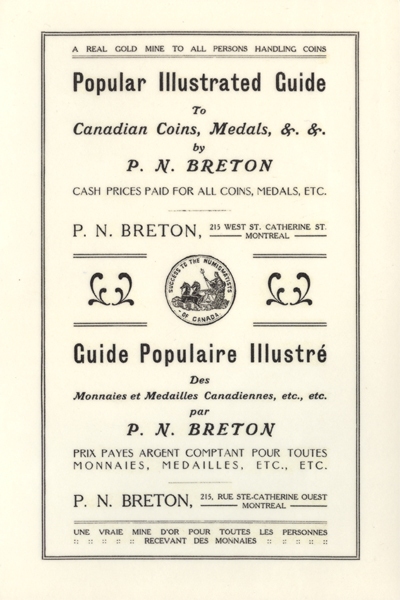 A REAL GOLD MINE TO ALL PERSONS HANDLING COINS
Popular Illustrated Guide
To
Canadian Coins, Medals, &. &.
by
P. N. BRETON
CASH PRICES PAID FOR ALL COINS, MEDALS, ETC.
P. N. BRETON, 215 WEST ST. CATHERINE ST.
MONTREAL
SUCCESS TO THE NUMISMATISTS
· OF CANADA ·
Guide Populaire Illustré
Des
Monnaies et Medailles Canadiennes, etc., etc.
par
P. N. BRETON
PRIX PAYES ARGENT COMPTANT POUR TOUTES
MONNAIES, MEDAILLES, ETC., ETC.
P. N. BRETON, 215, RUE STE-CATHERINE OUEST
MONTREAL
UNE VRAIE MINE D'OR POUR TOUTES LES PERSONNES
:: :: :: :: :: RECEVANT DES MONNAIES :: :: :: :: ::